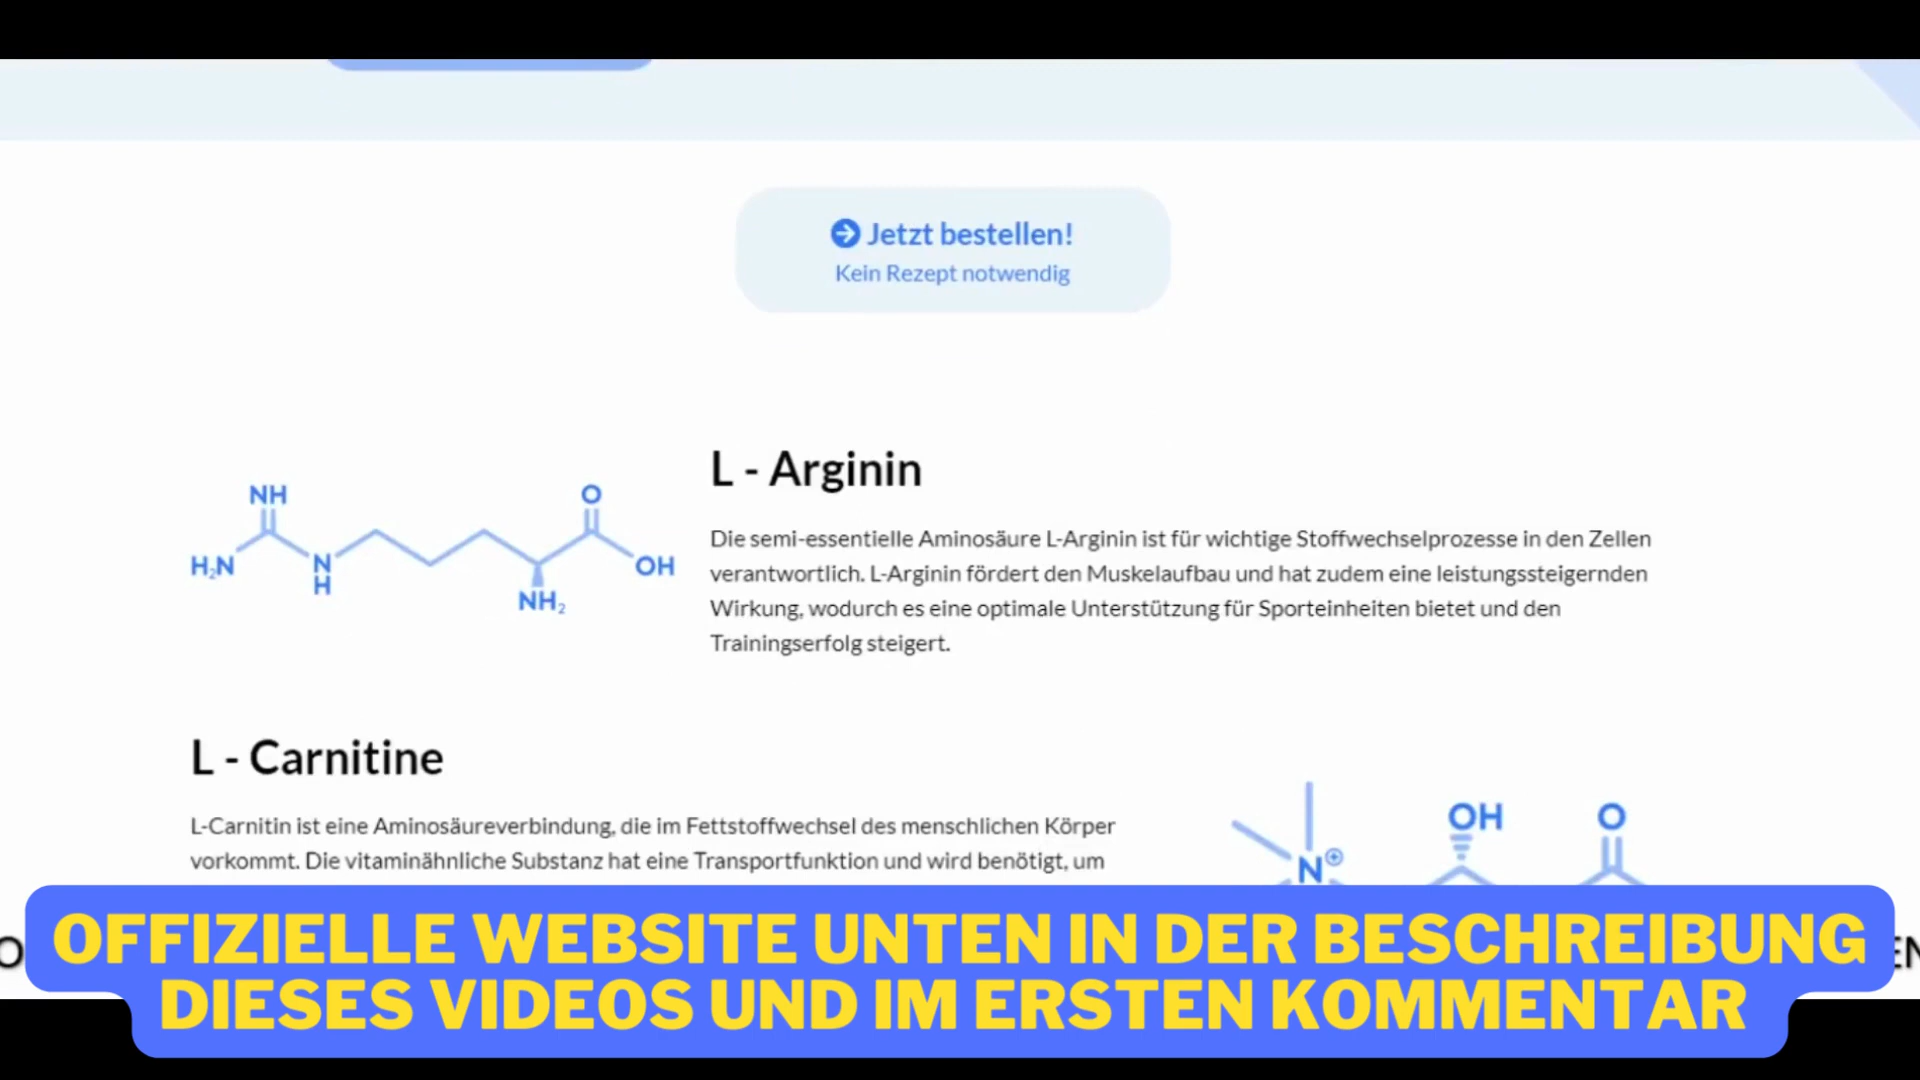 Jetzt bestellen!
Kein Rezept notwendig
L - Arginin
NH
O
H₂N
N
H
OH
NH₂
Die semi-essentielle Aminosäure L-Arginin ist für wichtige Stoffwechselprozesse in den Zellen
verantwortlich. L-Arginin fördert den Muskelaufbau und hat zudem eine leistungssteigernden
Wirkung, wodurch es eine optimale Unterstützung für Sporteinheiten bietet und den
Trainingserfolg steigert.
L - Carnitine
L-Carnitin ist eine Aminosäureverbindung, die im Fettstoffwechsel des menschlichen Körper
vorkommt. Die vitaminähnliche Substanz hat eine Transportfunktion und wird benötigt, um
OH
O
N⊕
OFFIZIELLE WEBSITE UNTEN IN DER BESCHREIBUNG
DIESES VIDEOS UND IM ERSTEN KOMMENTAR